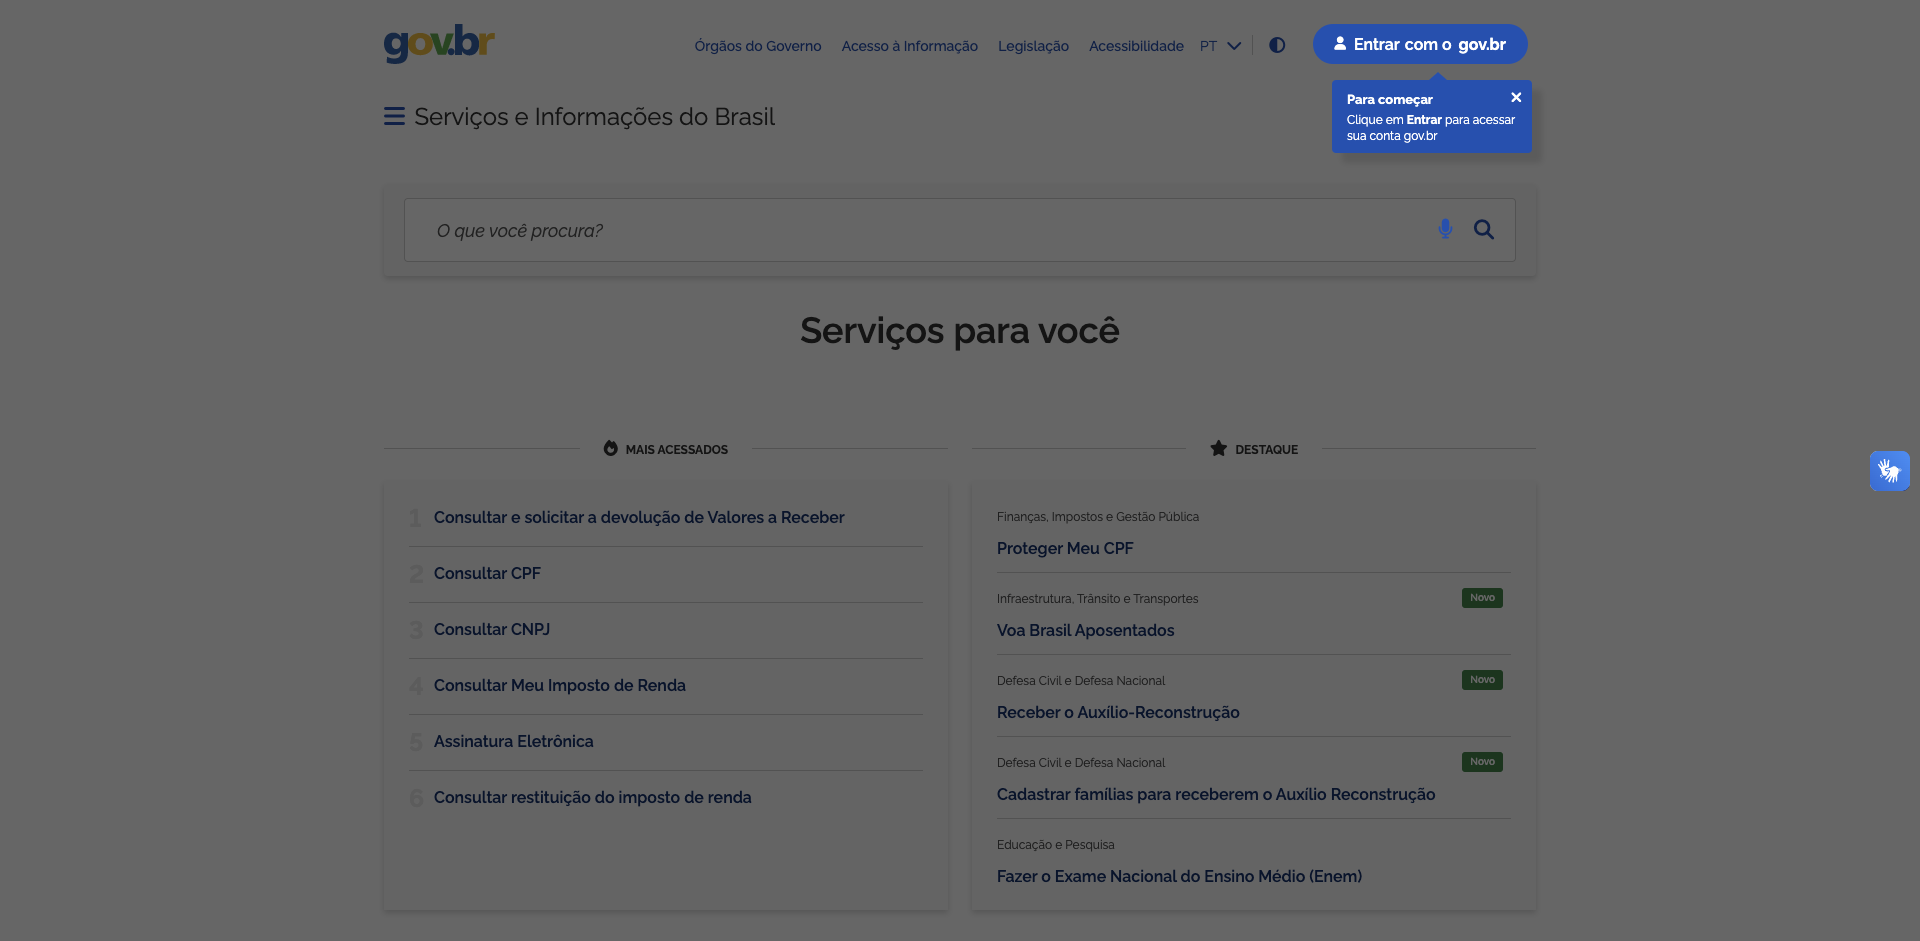 gov.br
Órgãos do Governo
Acesso à Informação
Legislação
Acessibilidade
PT
Entrar com o gov.br
Para começar
Clique em Entrar para acessar
sua conta gov.br
Serviços e Informações do Brasil
O que você procura?
Serviços para você
MAIS ACESSADOS
1 Consultar e solicitar a devolução de Valores a Receber
2 Consultar CPF
3 Consultar CNPJ
4 Consultar Meu Imposto de Renda
5 Assinatura Eletrônica
6 Consultar restituição do imposto de renda
DESTAQUE
Finanças, Impostos e Gestão Pública
Proteger Meu CPF
Infraestrutura, Trânsito e Transportes
Novo
Voa Brasil Aposentados
Defesa Civil e Defesa Nacional
Novo
Receber o Auxílio-Reconstrução
Defesa Civil e Defesa Nacional
Novo
Cadastrar famílias para receberem o Auxílio Reconstrução
Educação e Pesquisa
Fazer o Exame Nacional do Ensino Médio (Enem)